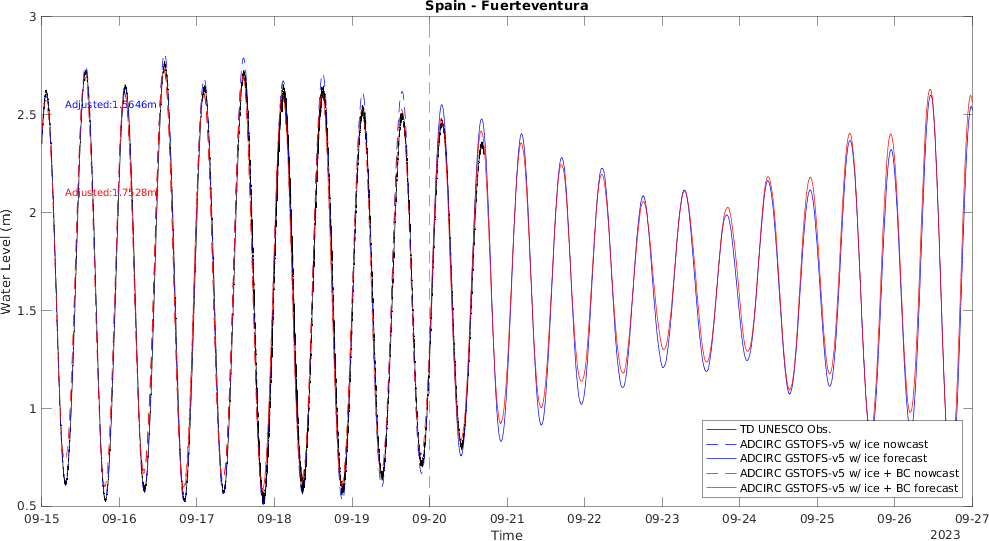 Spain - Fuerteventura
3
2.5
2
1.5
1
0.5
Water Level (m)
Adjusted:1.5646m
Adjusted:1.7528m
TD UNESCO Obs.
ADCIRC GSTOFS-v5 w/ ice nowcast
ADCIRC GSTOFS-v5 w/ ice forecast
ADCIRC GSTOFS-v5 w/ ice + BC nowcast
ADCIRC GSTOFS-v5 w/ ice + BC forecast
09-15 09-16 09-17 09-18 09-19 09-20 09-21 09-22 09-23 09-24 09-25 09-26 09-27
Time
2023